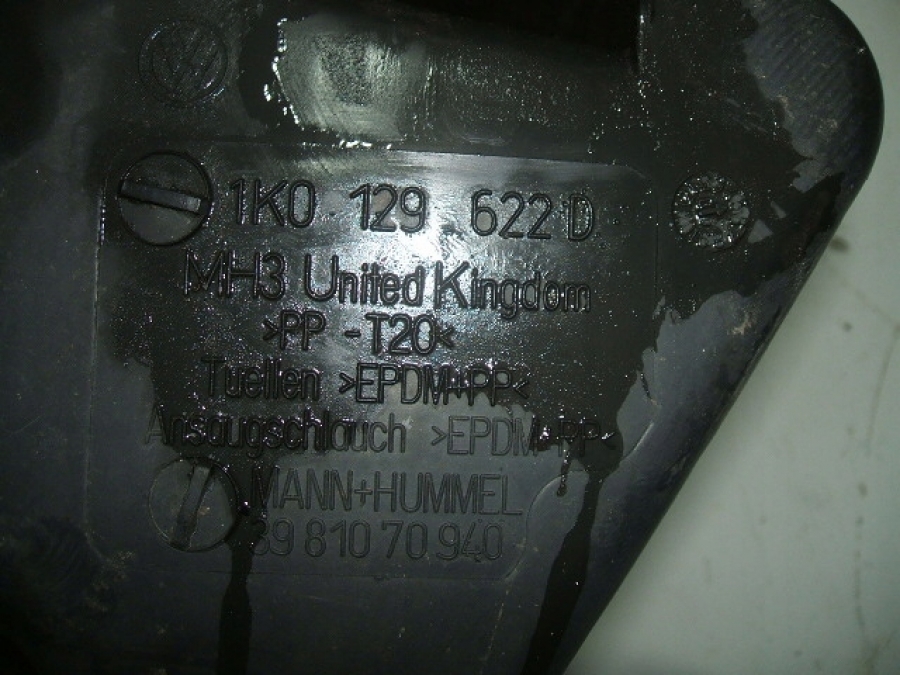 1K0 129 622 D
MH3 United Kingdom
>PP -T20<
Tuellen >EPDM+PP<
Ansaugschlauch >EPDM+PP<
MANN+HUMMEL
39 810 70 940